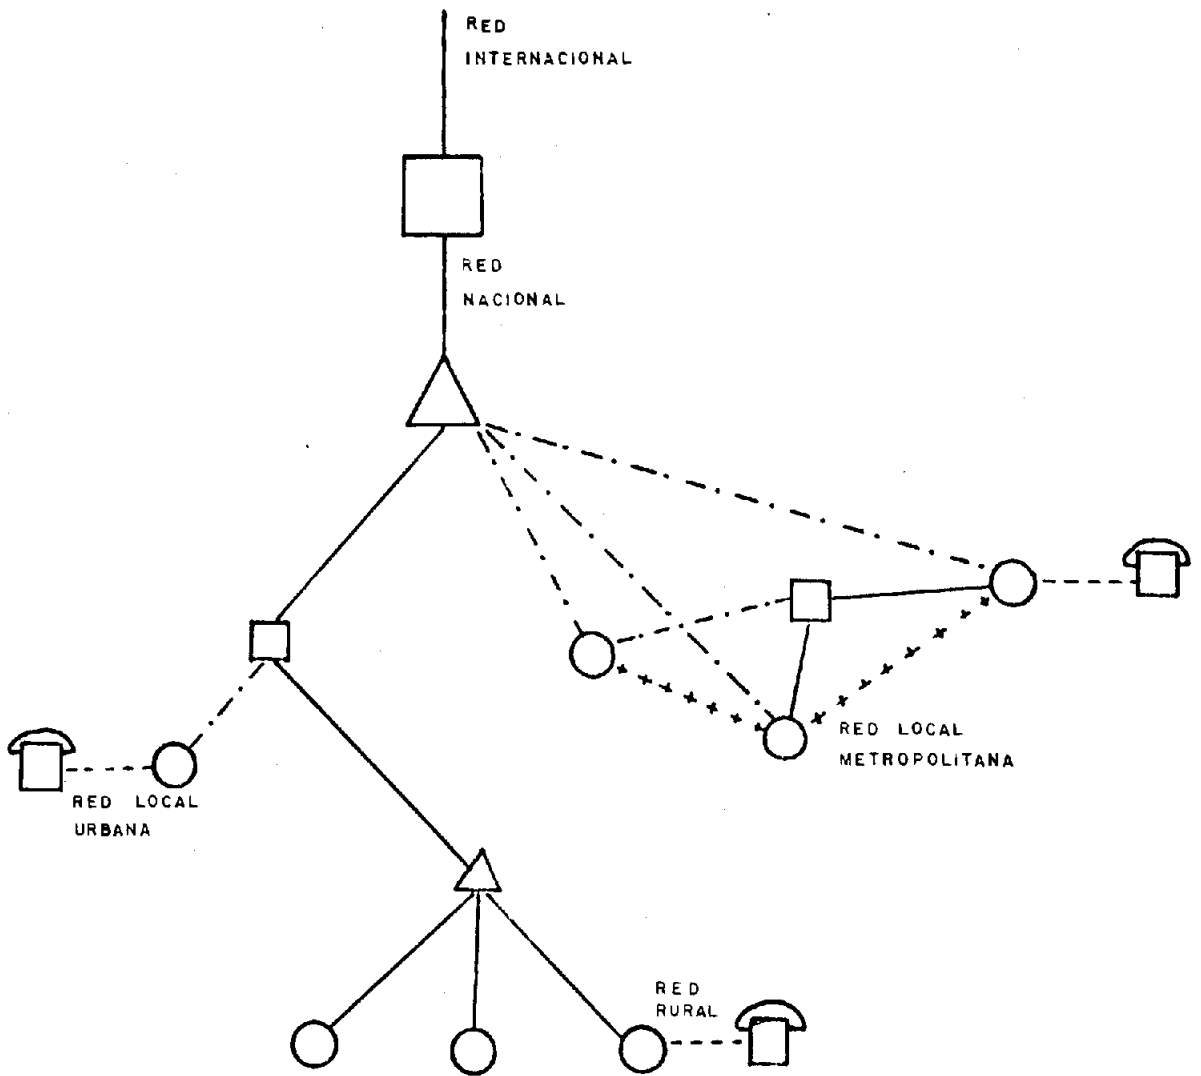 RED
INTERNACIONAL
RED
NACIONAL
RED LOCAL
METROPOLITANA
RED LOCAL
URBANA
RED
RURAL